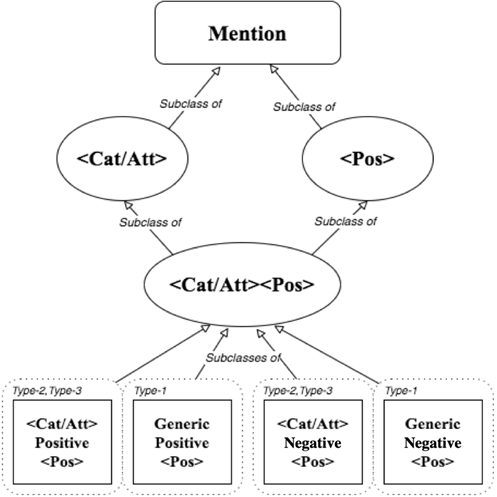 Mention
Subclass of
Subclass of
<Cat/Att>
<Pos>
Subclass of
Subclass of
<Cat/Att><Pos>
Subclasses of
Type-2,Type-3
<Cat/Att>
Positive
<Pos>
Type-1
Generic
Positive
<Pos>
Type-2,Type-3
<Cat/Att>
Negative
<Pos>
Type-1
Generic
Negative
<Pos>